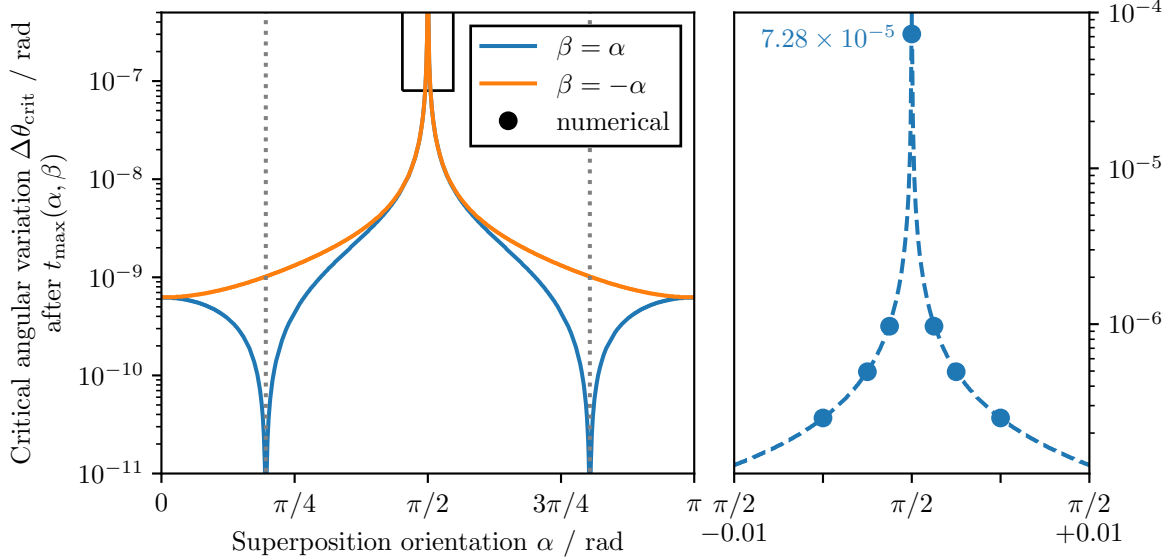 Critical angular variation Δθ_crit / rad
after t_max(α, β)
10⁻⁷
10⁻⁸
10⁻⁹
10⁻¹⁰
10⁻¹¹
β = α
β = −α
numerical
0
π/4
π/2
3π/4
π
Superposition orientation α / rad
7.28 × 10⁻⁵
10⁻⁴
10⁻⁵
10⁻⁶
π/2
−0.01
π/2
π/2
+0.01